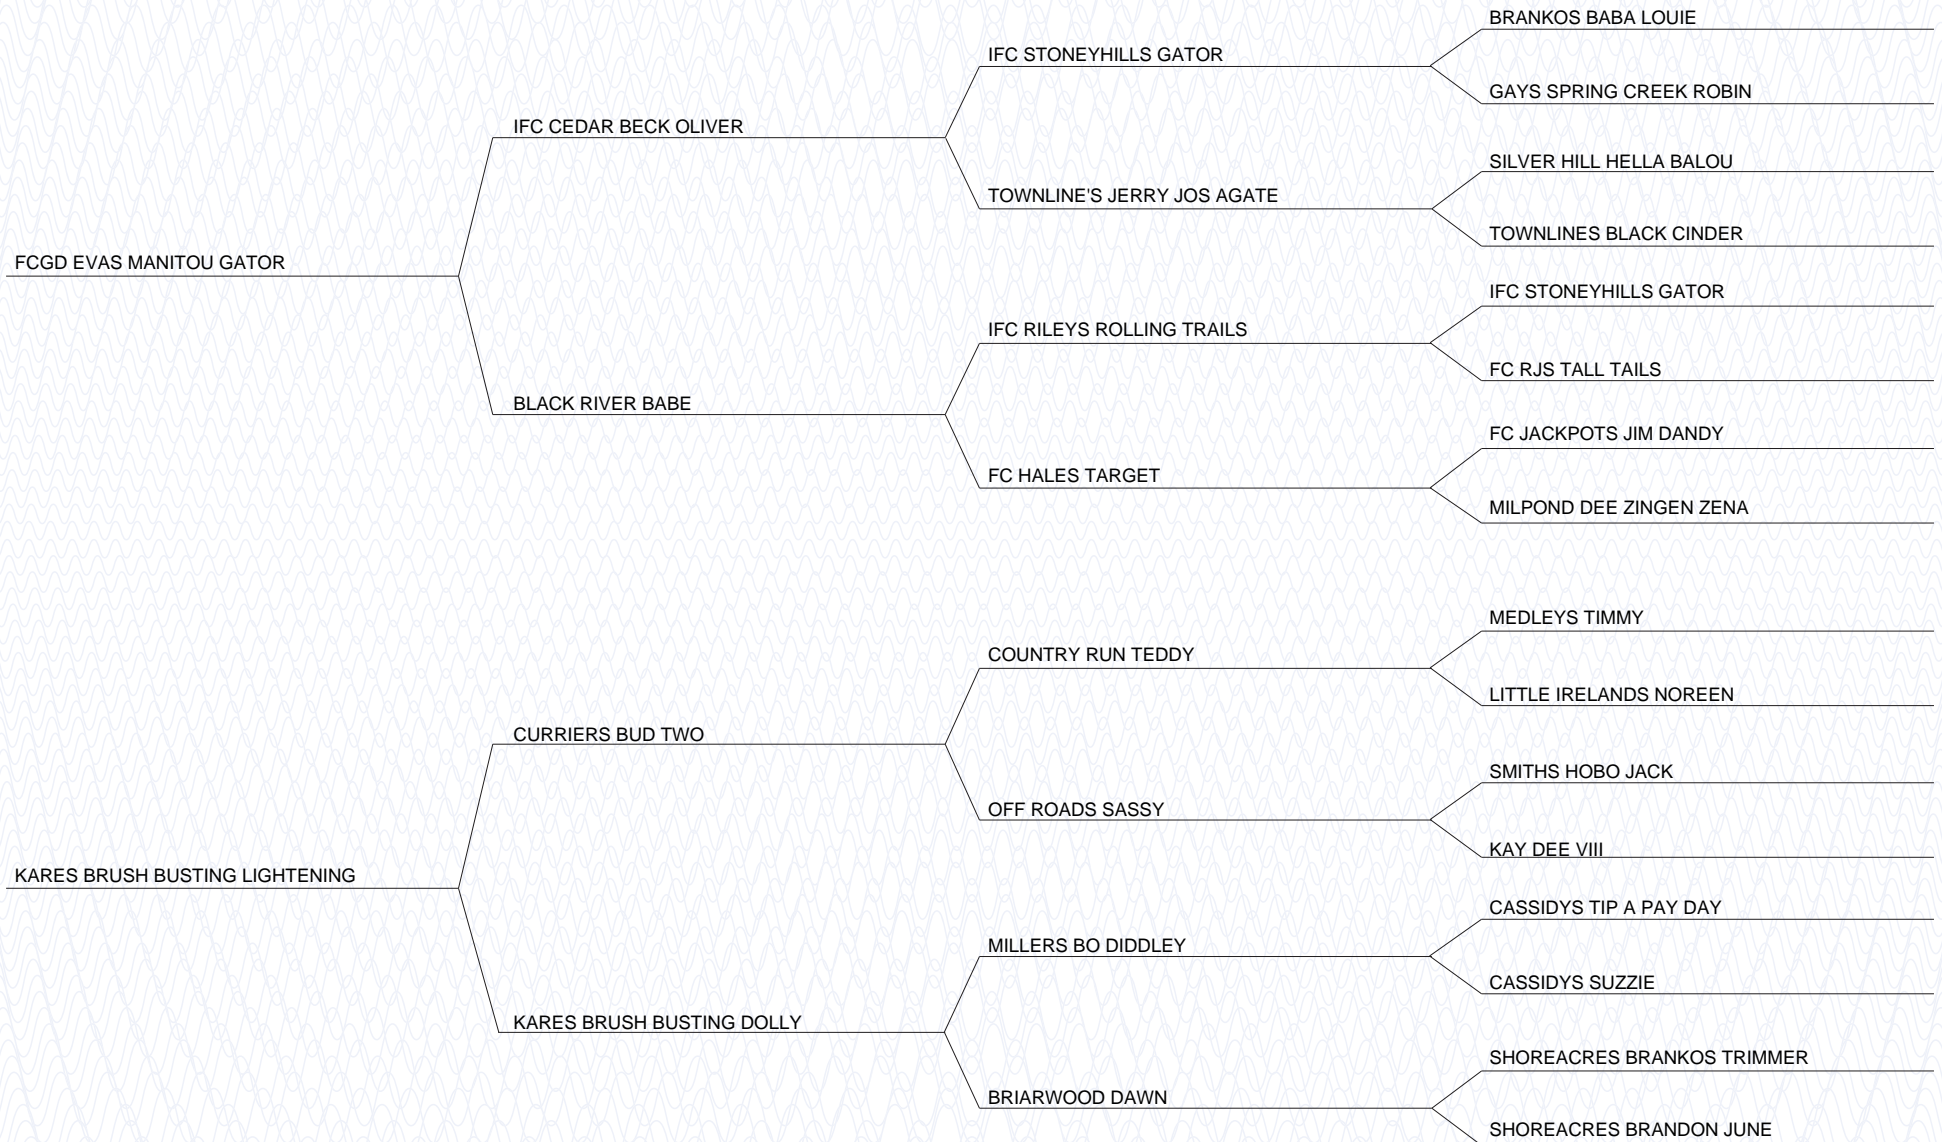 BRANKOS BABA LOUIE
IFC STONEYHILLS GATOR
GAYS SPRING CREEK ROBIN
IFC CEDAR BECK OLIVER
SILVER HILL HELLA BALOU
TOWNLINE'S JERRY JOS AGATE
TOWNLINES BLACK CINDER
FCGD EVAS MANITOU GATOR
IFC STONEYHILLS GATOR
IFC RILEYS ROLLING TRAILS
FC RJS TALL TAILS
BLACK RIVER BABE
FC JACKPOTS JIM DANDY
FC HALES TARGET
MILPOND DEE ZINGEN ZENA
MEDLEYS TIMMY
COUNTRY RUN TEDDY
LITTLE IRELANDS NOREEN
CURRIERS BUD TWO
SMITHS HOBO JACK
OFF ROADS SASSY
KAY DEE VIII
KARES BRUSH BUSTING LIGHTENING
CASSIDYS TIP A PAY DAY
MILLERS BO DIDDLEY
CASSIDYS SUZZIE
KARES BRUSH BUSTING DOLLY
SHOREACRES BRANKOS TRIMMER
BRIARWOOD DAWN
SHOREACRES BRANDON JUNE